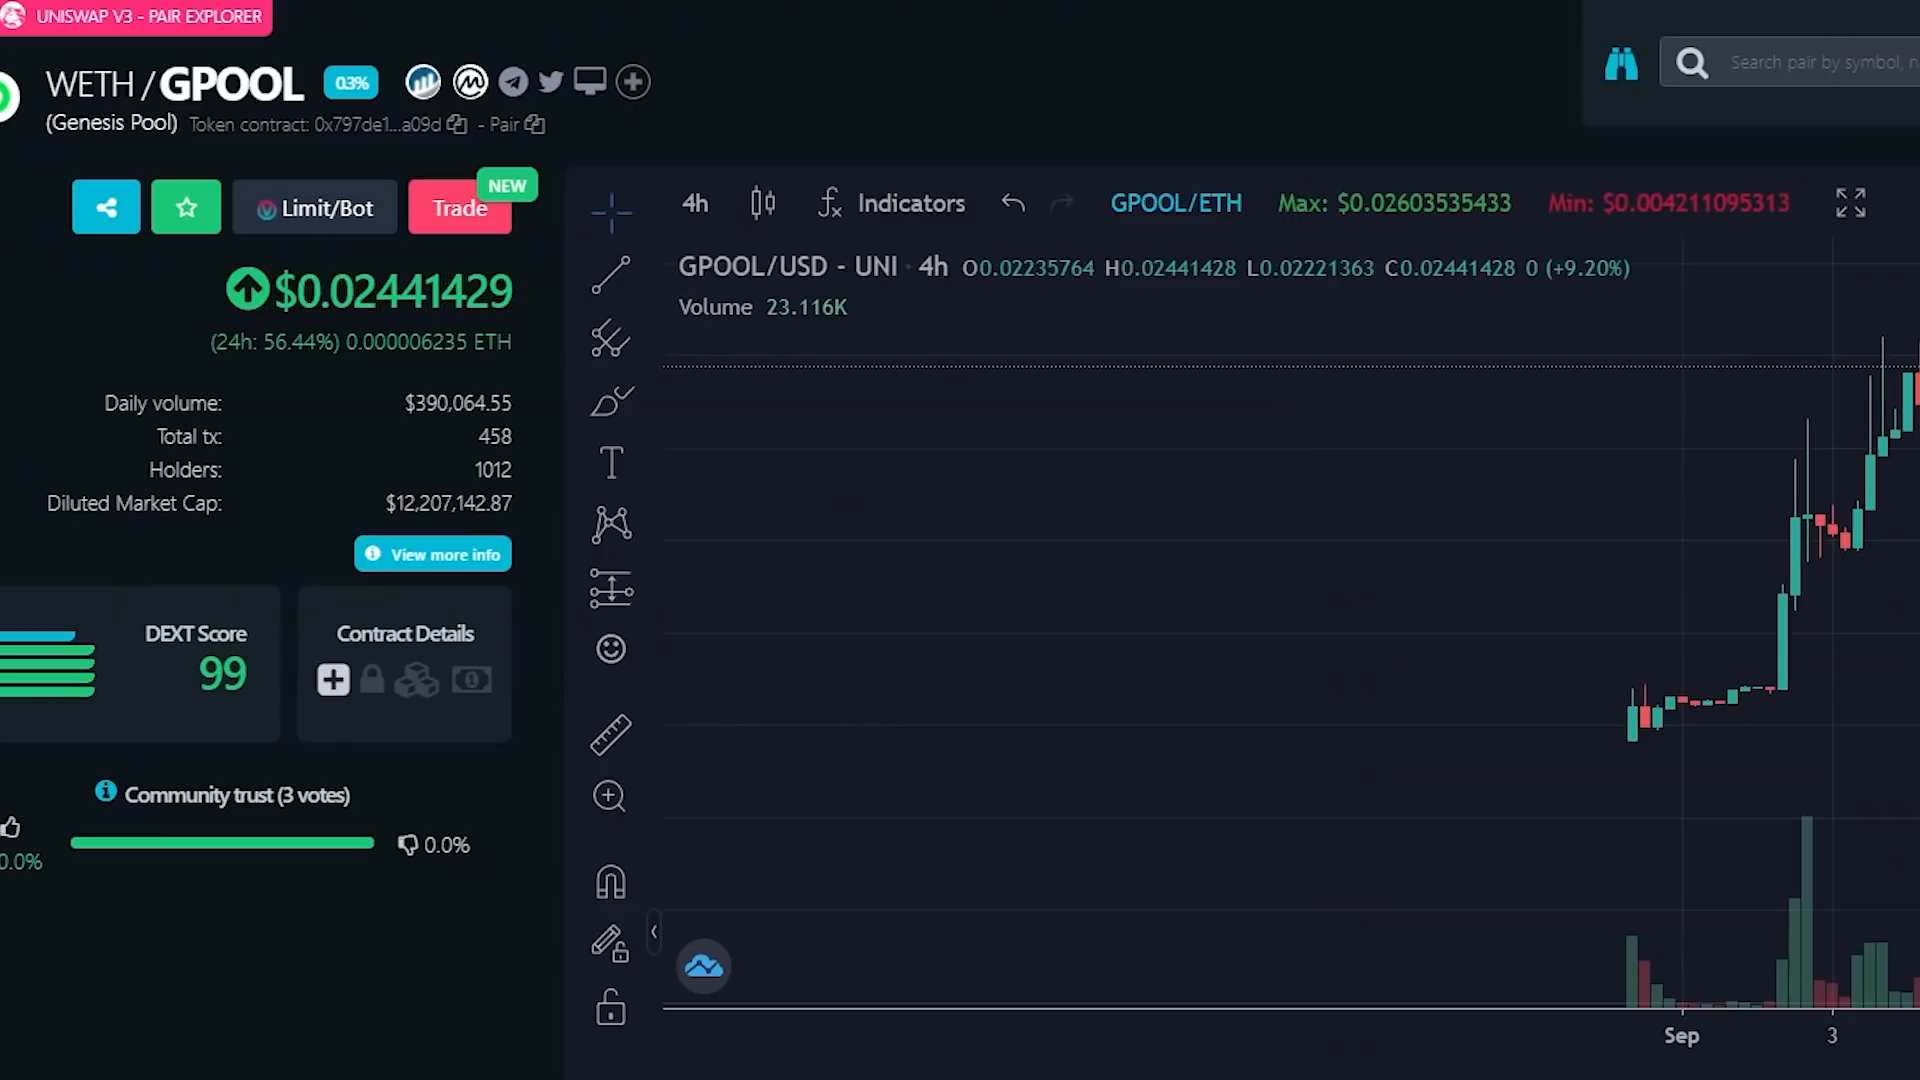 UNISWAP V3 - PAIR EXPLORER
WETH / GPOOL 0.3%
(Genesis Pool) Token contract: 0x797de1...a09d - Pair
Search pair by symbol, n
Limit/Bot
Trade
NEW
4h
Indicators
GPOOL/ETH
Max: $0.02603535433
Min: $0.004211095313
GPOOL/USD - UNI · 4h O0.02235764 H0.02441428 L0.02221363 C0.02441428 0 (+9.20%)
Volume 23.116K
$0.02441429
(24h: 56.44%) 0.000006235 ETH
Daily volume: $390,064.55
Total tx: 458
Holders: 1012
Diluted Market Cap: $12,207,142.87
View more info
DEXT Score
99
Contract Details
Community trust (3 votes)
0.0%
0.0%
Sep 3